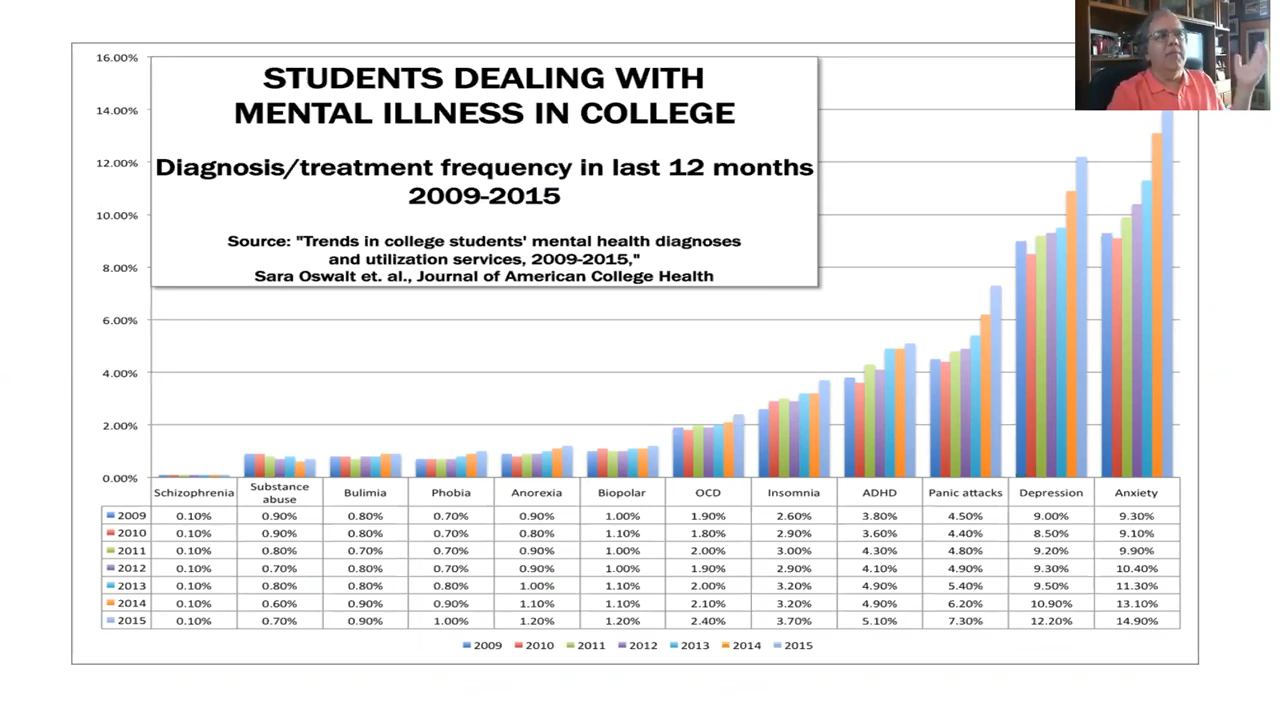 STUDENTS DEALING WITH
MENTAL ILLNESS IN COLLEGE
Diagnosis/treatment frequency in last 12 months
2009-2015
Source: "Trends in college students' mental health diagnoses
and utilization services, 2009-2015,"
Sara Oswalt et. al., Journal of American College Health
16.00%
14.00%
12.00%
10.00%
8.00%
6.00%
4.00%
2.00%
0.00%
Schizophrenia Substance abuse Bulimia Phobia Anorexia Biopolar OCD Insomnia ADHD Panic attacks Depression Anxiety
2009 0.10% 0.90% 0.80% 0.70% 0.90% 1.00% 1.90% 2.60% 3.80% 4.50% 9.00% 9.30%
2010 0.10% 0.90% 0.80% 0.70% 0.80% 1.10% 1.80% 2.90% 3.60% 4.40% 8.50% 9.10%
2011 0.10% 0.80% 0.70% 0.70% 0.90% 1.00% 2.00% 3.00% 4.30% 4.80% 9.20% 9.90%
2012 0.10% 0.70% 0.80% 0.70% 0.90% 1.00% 1.90% 2.90% 4.10% 4.90% 9.30% 10.40%
2013 0.10% 0.80% 0.80% 0.80% 1.00% 1.10% 2.00% 3.20% 4.90% 5.40% 9.50% 11.30%
2014 0.10% 0.60% 0.90% 0.90% 1.10% 1.10% 2.10% 3.20% 4.90% 6.20% 10.90% 13.10%
2015 0.10% 0.70% 0.90% 1.00% 1.20% 1.20% 2.40% 3.70% 5.10% 7.30% 12.20% 14.90%
2009 2010 2011 2012 2013 2014 2015